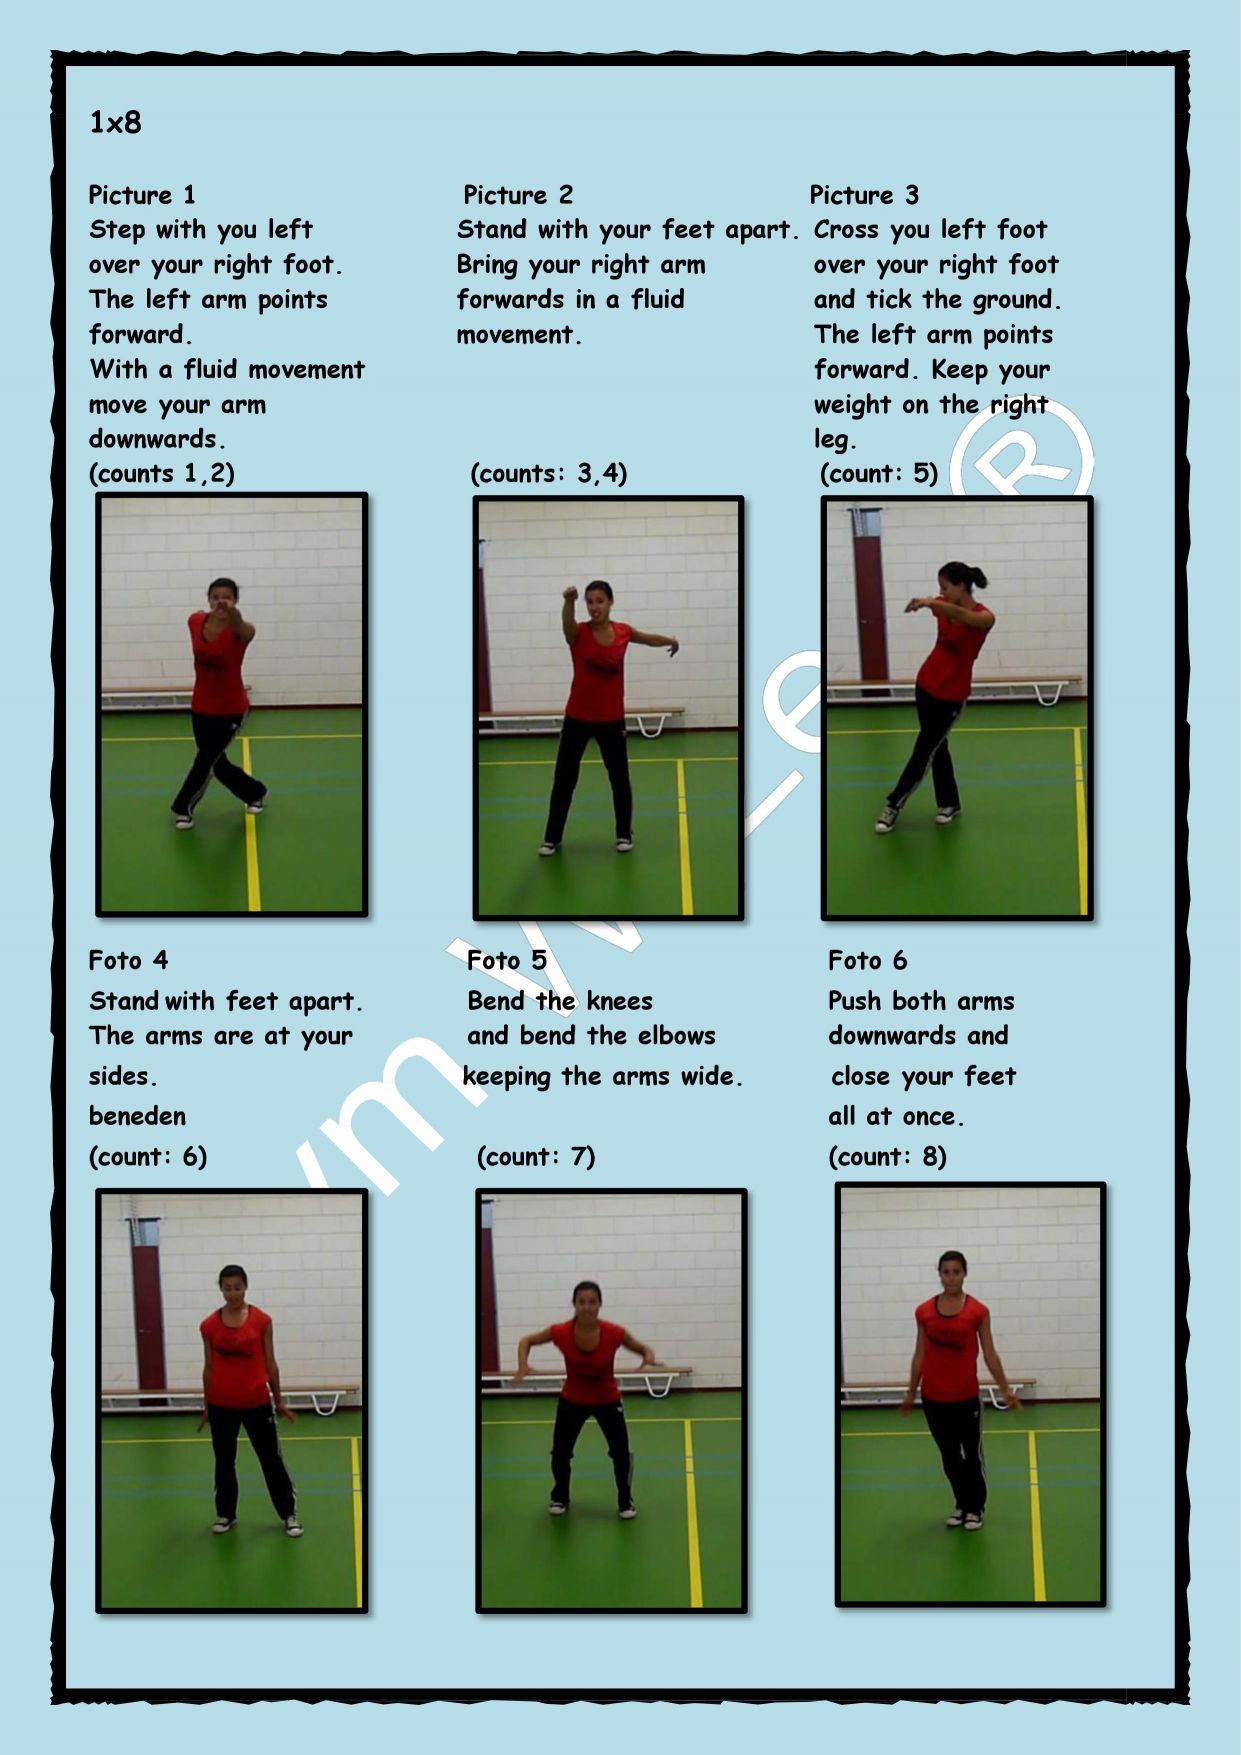 1x8
Picture 1
Step with you left
over your right foot.
The left arm points
forward.
With a fluid movement
move your arm
downwards.
(counts 1,2)
Picture 2
Stand with your feet apart.
Bring your right arm
forwards in a fluid
movement.
(counts: 3,4)
Picture 3
Cross you left foot
over your right foot
and tick the ground.
The left arm points
forward. Keep your
weight on the right
leg.
(count: 5)
Foto 4
Stand with feet apart.
The arms are at your
sides.
beneden
(count: 6)
Foto 5
Bend the knees
and bend the elbows
keeping the arms wide.
(count: 7)
Foto 6
Push both arms
downwards and
close your feet
all at once.
(count: 8)